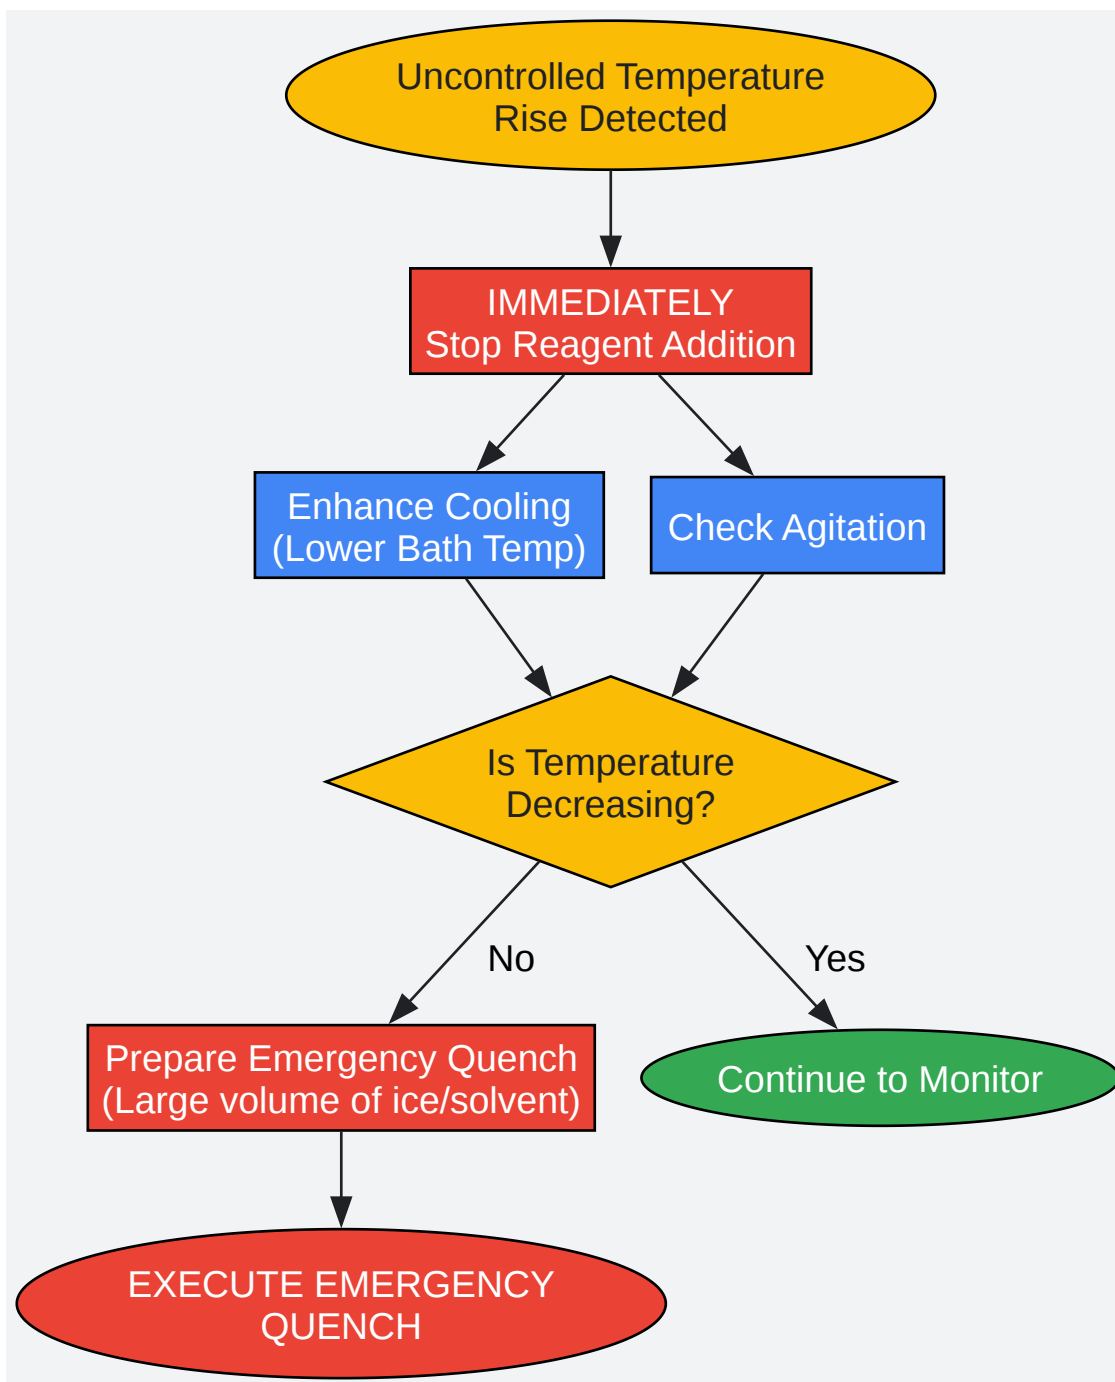 Uncontrolled Temperature
Rise Detected
IMMEDIATELY
Stop Reagent Addition
Enhance Cooling
(Lower Bath Temp)
Check Agitation
Is Temperature
Decreasing?
No
Yes
Prepare Emergency Quench
(Large volume of ice/solvent)
Continue to Monitor
EXECUTE EMERGENCY
QUENCH